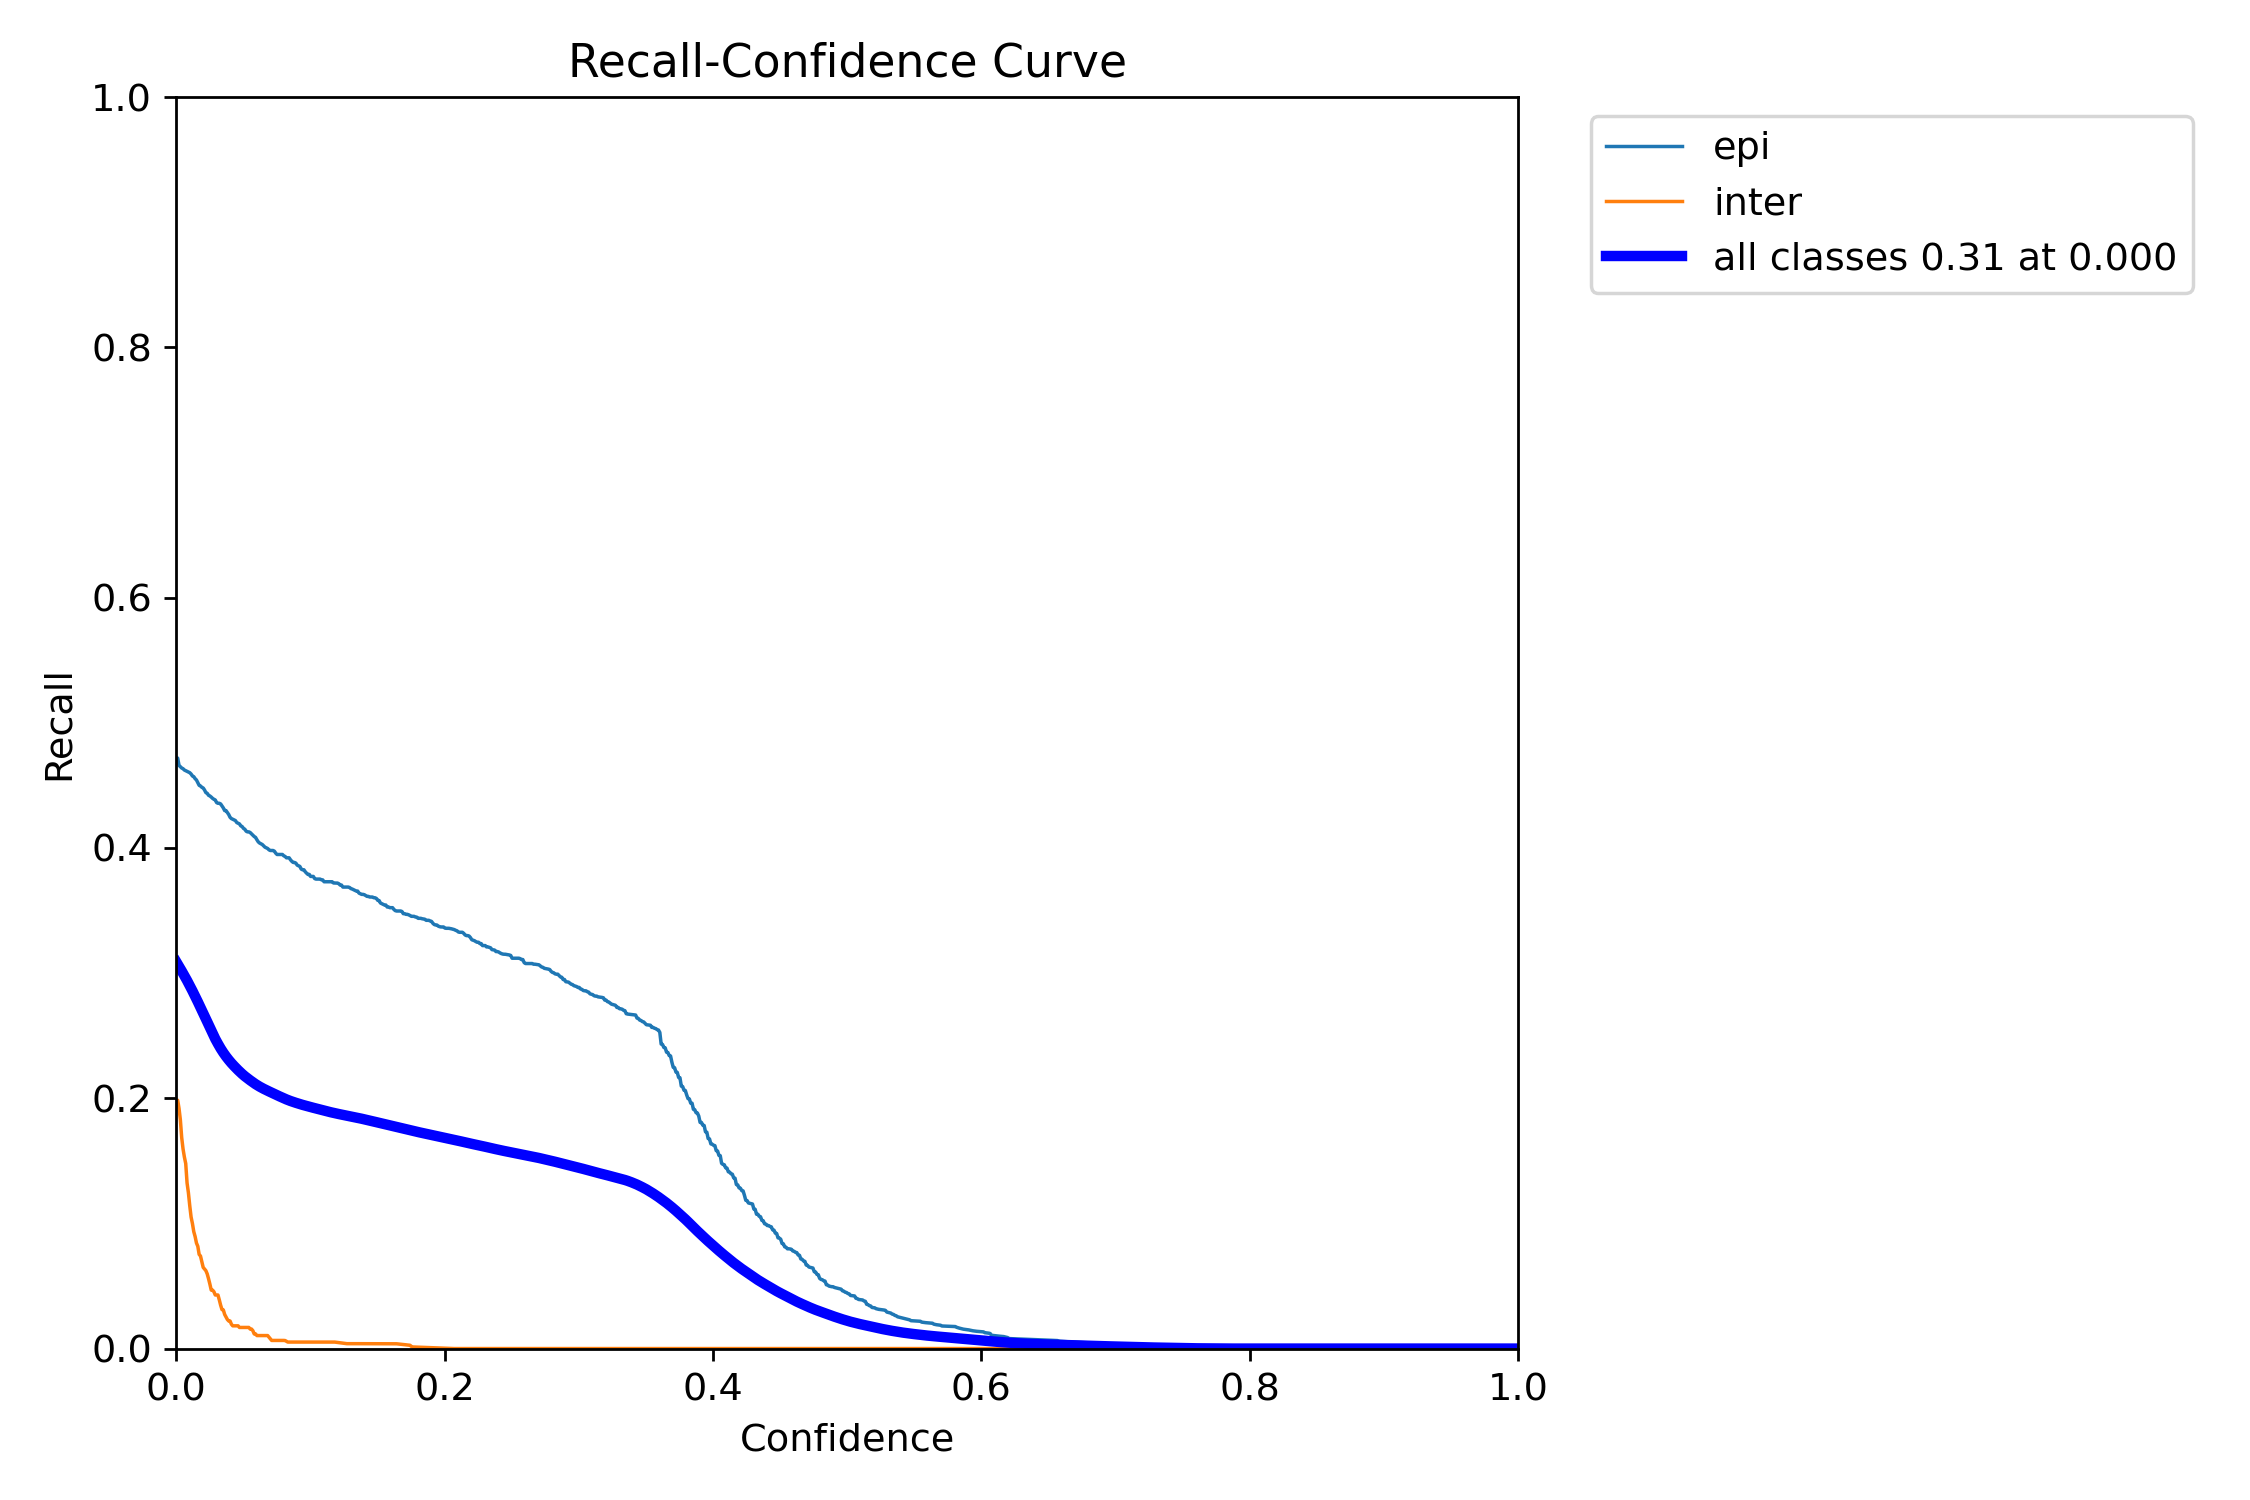 Recall-Confidence Curve
1.0
0.8
0.6
0.4
0.2
0.0
Recall
0.0 0.2 0.4 0.6 0.8 1.0
Confidence
epi
inter
all classes 0.31 at 0.000